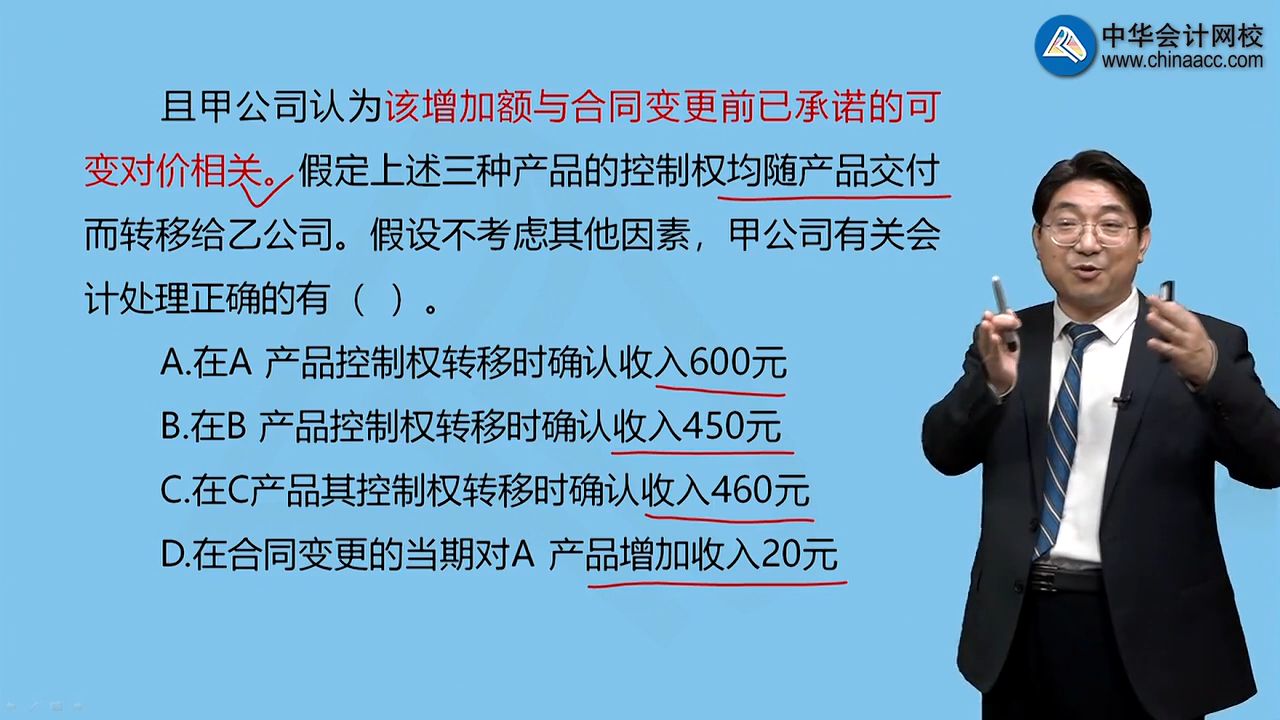 中华会计网校
www.chinaacc.com
且甲公司认为该增加额与合同变更前已承诺的可
变对价相关。假定上述三种产品的控制权均随产品交付
而转移给乙公司。假设不考虑其他因素，甲公司有关会
计处理正确的有（ ）。
A.在A 产品控制权转移时确认收入600元
B.在B 产品控制权转移时确认收入450元
C.在C产品其控制权转移时确认收入460元
D.在合同变更的当期对A 产品增加收入20元